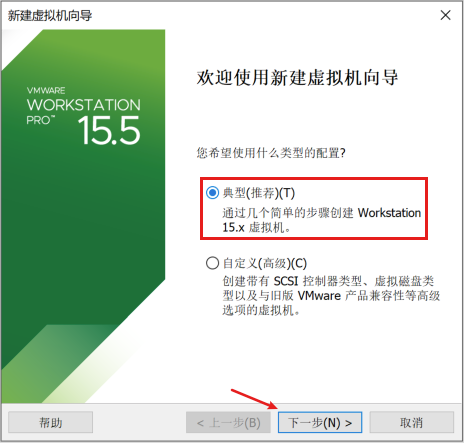 新建虚拟机向导
VMWARE
WORKSTATION
PRO™
15.5
欢迎使用新建虚拟机向导
您希望使用什么类型的配置?
典型(推荐)(T)
通过几个简单的步骤创建 Workstation
15.x 虚拟机。
自定义(高级)(C)
创建带有 SCSI 控制器类型、虚拟磁盘类
型以及与旧版 VMware 产品兼容性等高级
选项的虚拟机。
帮助
< 上一步(B)
下一步(N) >
取消